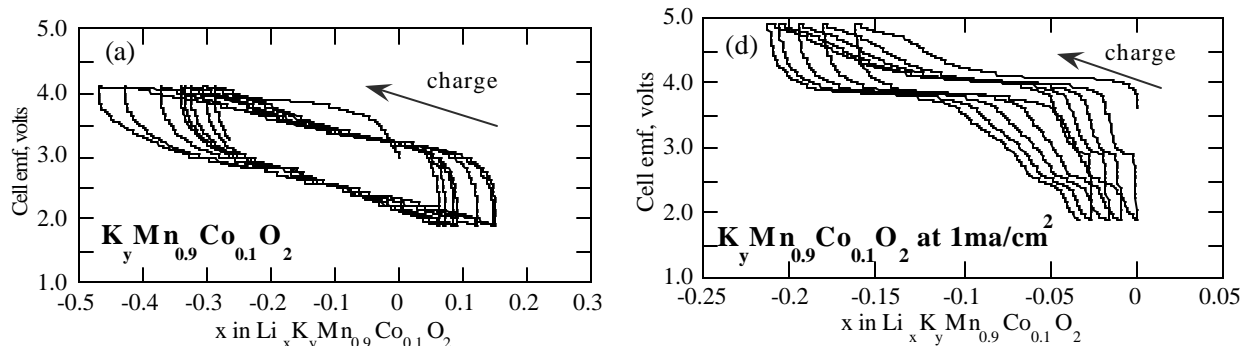 5.0
(a)
charge
4.0
3.0
2.0
1.0
Cell emf, volts
KyMn0.9Co0.1O2
-0.5 -0.4 -0.3 -0.2 -0.1 0 0.1 0.2 0.3
x in LixKyMn0.9Co0.1O2
5.0
(d)
charge
4.0
3.0
2.0
1.0
Cell emf, volts
KyMn0.9Co0.1O2 at 1ma/cm2
-0.25 -0.2 -0.15 -0.1 -0.05 0 0.05
x in LixKyMn0.9Co0.1O2